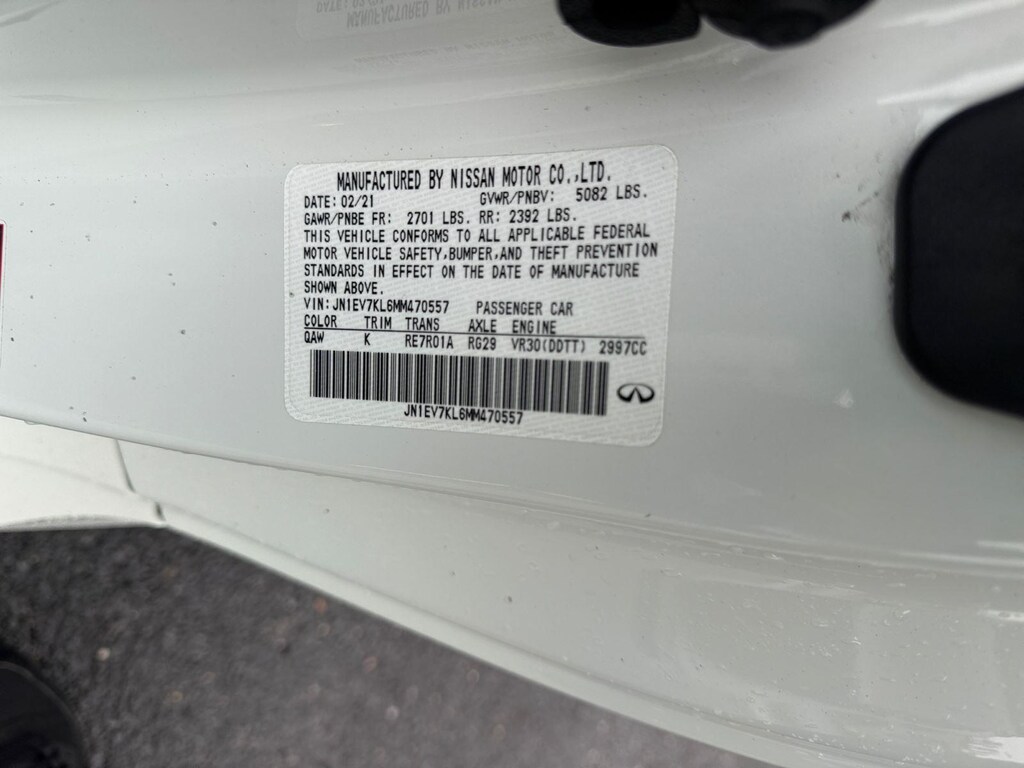 MANUFACTURED BY NISSAN MOTOR CO.,LTD.
DATE: 02/21 GVWR/PNBV: 5082 LBS.
GAWR/PNBE FR: 2701 LBS. RR: 2392 LBS.
THIS VEHICLE CONFORMS TO ALL APPLICABLE FEDERAL
MOTOR VEHICLE SAFETY,BUMPER,AND THEFT PREVENTION
STANDARDS IN EFFECT ON THE DATE OF MANUFACTURE
SHOWN ABOVE.
VIN: JN1EV7KL6MM470557 PASSENGER CAR
COLOR TRIM TRANS AXLE ENGINE
QAW K RE7R01A RG29 VR30(DDTT) 2997CC
JN1EV7KL6MM470557